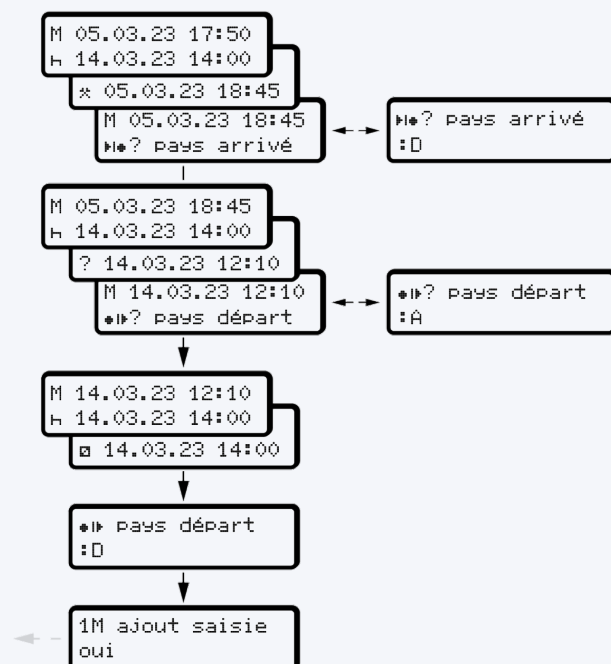 M 05.03.23 17:50
h 14.03.23 14:00
05.03.23 18:45
M 05.03.23 18:45
? pays arrivé
? pays arrivé
:D
M 05.03.23 18:45
h 14.03.23 14:00
? 14.03.23 12:10
M 14.03.23 12:10
? pays départ
? pays départ
:A
M 14.03.23 12:10
h 14.03.23 14:00
14.03.23 14:00
pays départ
:D
1M ajout saisie
oui